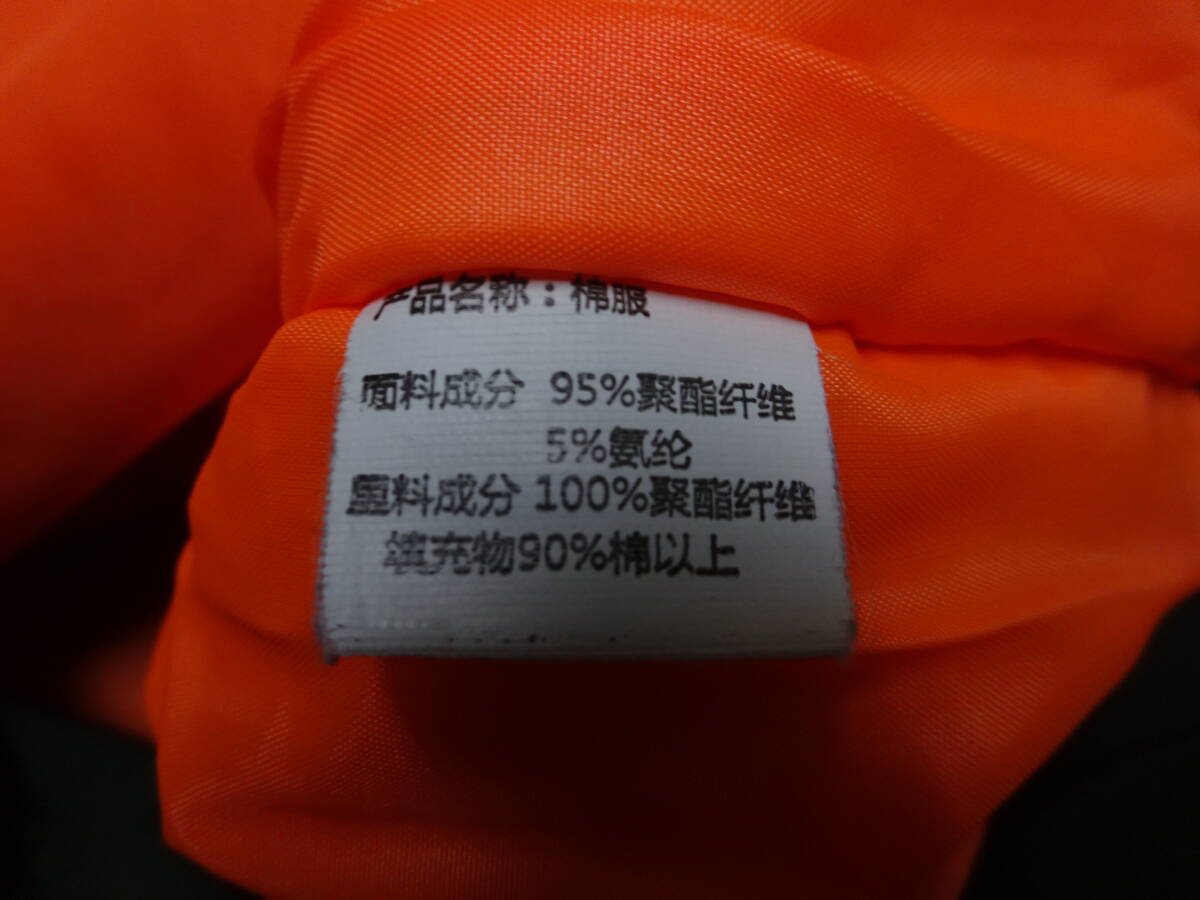 产品名称：棉服
面料成分 95%聚酯纤维
5%氨纶
里料成分 100%聚酯纤维
填充物90%棉以上